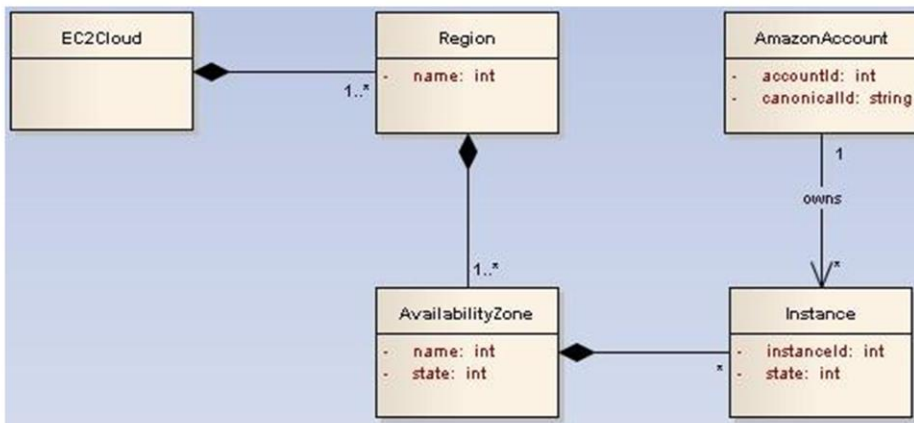 EC2Cloud
Region
- name: int
1..*
AmazonAccount
- accountId: int
- canonicalId: string
1
owns
*
1..*
AvailabilityZone
- name: int
- state: int
*
Instance
- instanceId: int
- state: int